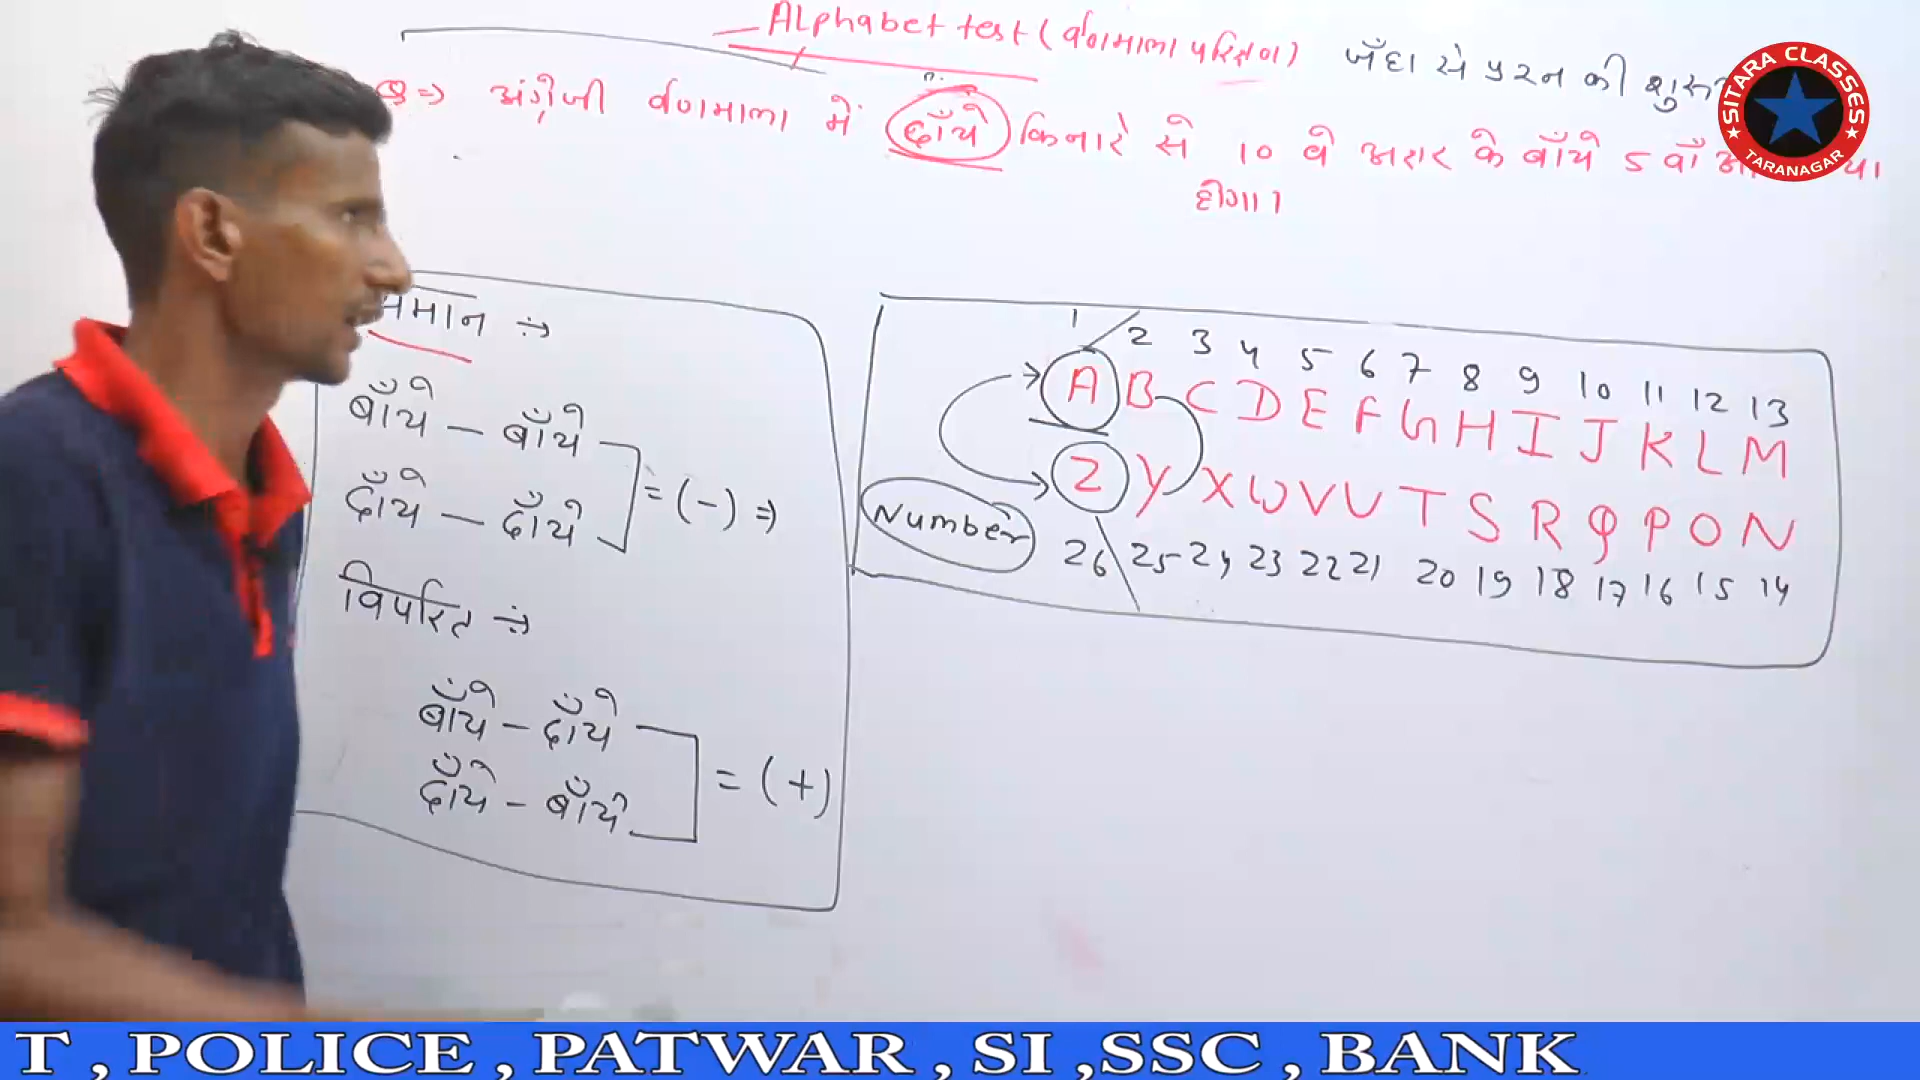 Alphabet test (वर्णमाला परिक्षण) जँहा से प्रश्न की शुरू
Q ⇒ अंग्रेजी वर्णमाला में दाँये किनारे से 10 वे अक्षर के बाँये 5 वाँ क्या
होगा।
SITARA CLASSES
TARANAGAR
समान ÷→
बाँये – बाँये
दाँये – दाँये
= (-) ⇒
विपरित ÷→
बाँये – दाँये
दाँये – बाँये
= (+)
1 2 3 4 5 6 7 8 9 10 11 12 13
A B C D E F G H I J K L M
Z Y X W V U T S R Q P O N
Number
26 25 24 23 22 21 20 19 18 17 16 15 14
T , POLICE , PATWAR , SI ,SSC , BANK